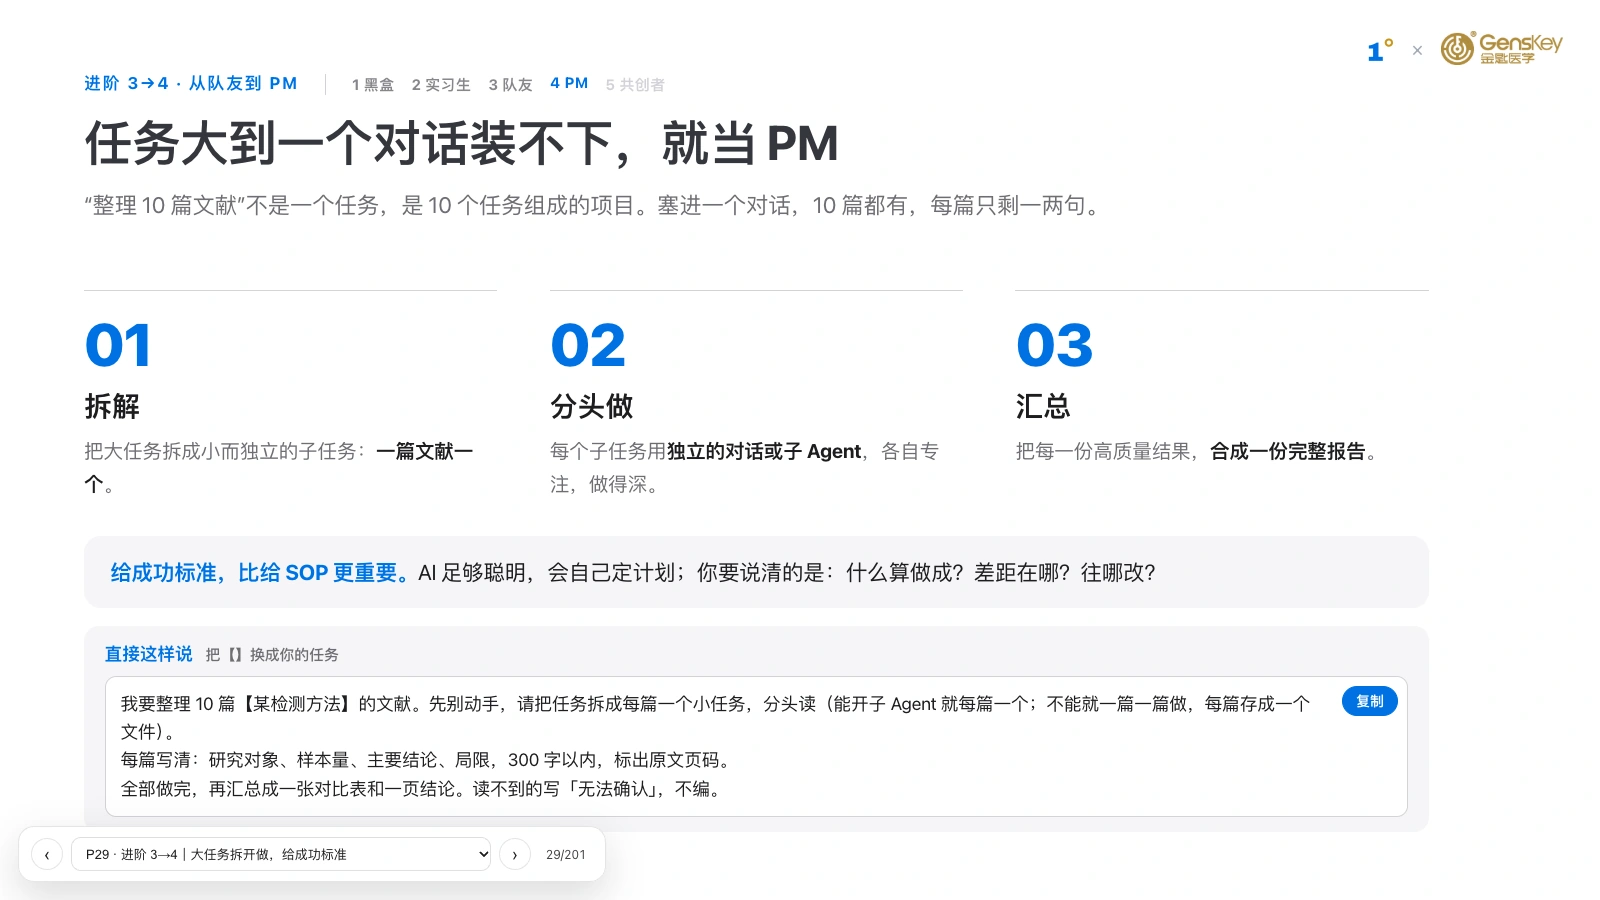 1° × GensKey 金匙医学
进阶 3→4 · 从队友到 PM
1 黑盒 2 实习生 3 队友 4 PM 5 共创者
任务大到一个对话装不下，就当 PM
“整理 10 篇文献”不是一个任务，是 10 个任务组成的项目。塞进一个对话，10 篇都有，每篇只剩一两句。
01
拆解
把大任务拆成小而独立的子任务：一篇文献一
个。
02
分头做
每个子任务用独立的对话或子 Agent，各自专
注，做得深。
03
汇总
把每一份高质量结果，合成一份完整报告。
给成功标准，比给 SOP 更重要。AI 足够聪明，会自己定计划；你要说清的是：什么算做成？差距在哪？往哪改？
直接这样说 把【】换成你的任务
我要整理 10 篇【某检测方法】的文献。先别动手，请把任务拆成每篇一个小任务，分头读（能开子 Agent 就每篇一个；不能就一篇一篇做，每篇存成一个
文件）。
每篇写清：研究对象、样本量、主要结论、局限，300 字以内，标出原文页码。
全部做完，再汇总成一张对比表和一页结论。读不到的写「无法确认」，不编。
复制
‹ P29 · 进阶 3→4｜大任务拆开做，给成功标准 › 29/201